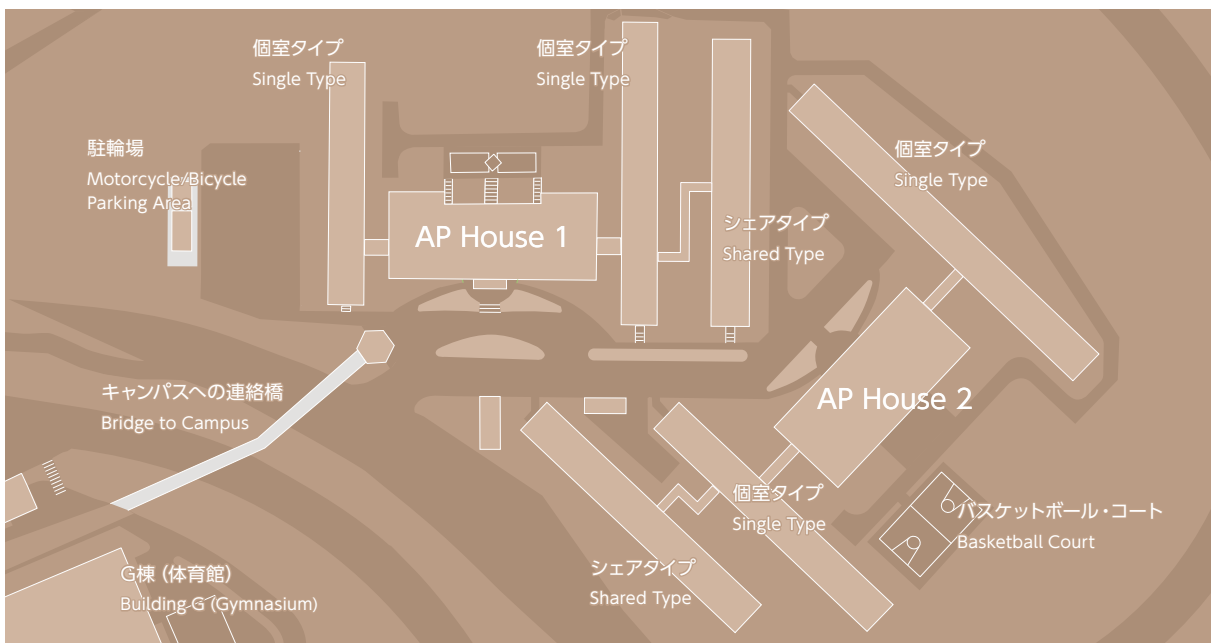 個室タイプ
Single Type
個室タイプ
Single Type
駐輪場
Motorcycle/Bicycle
Parking Area
個室タイプ
Single Type
AP House 1
シェアタイプ
Shared Type
キャンパスへの連絡橋
Bridge to Campus
AP House 2
個室タイプ
Single Type
バスケットボール・コート
Basketball Court
シェアタイプ
Shared Type
G棟（体育館）
Building G (Gymnasium)